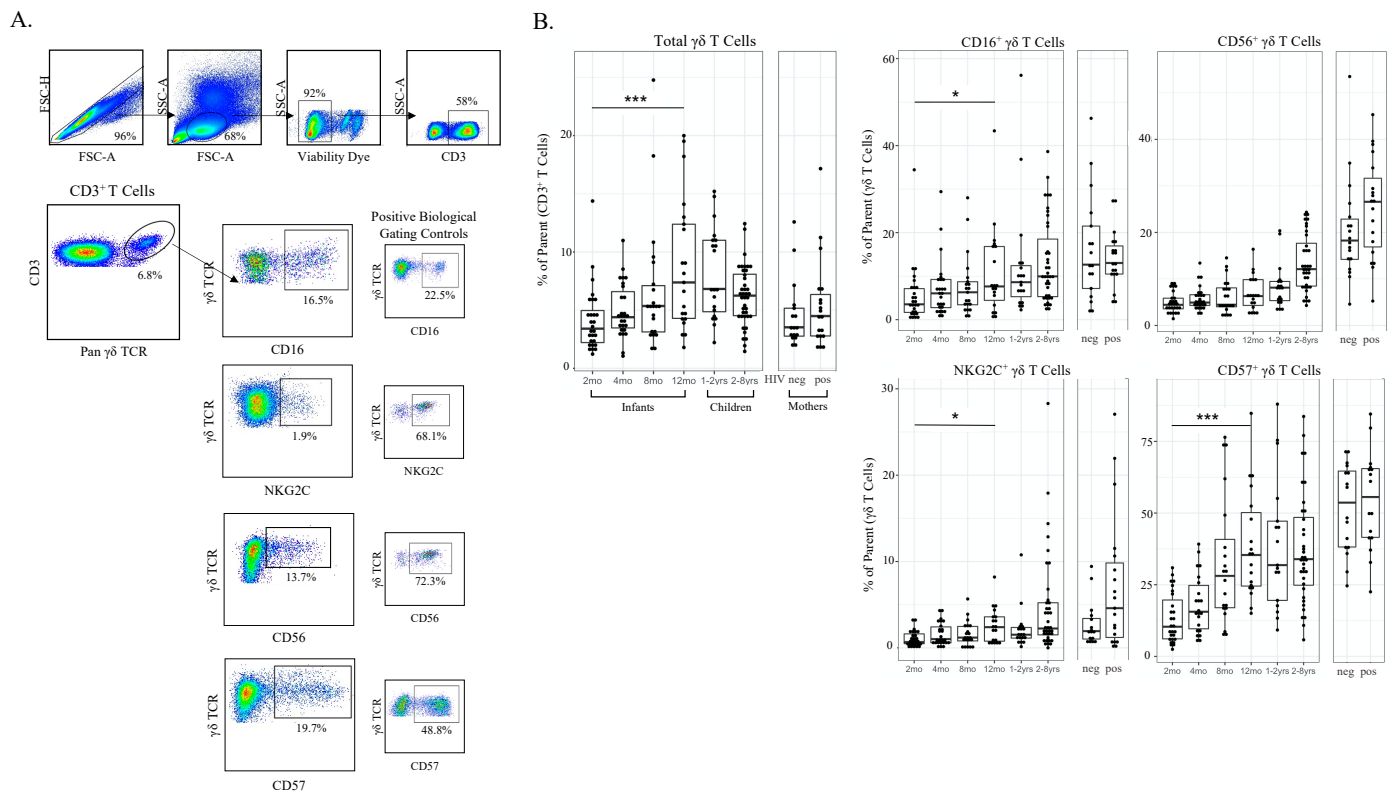 A.
FSC-H
96%
FSC-A
SSC-A
68%
FSC-A
SSC-A
92%
Viability Dye
SSC-A
58%
CD3
CD3⁺ T Cells
CD3
6.8%
Pan γδ TCR
γδ TCR
16.5%
CD16
Positive Biological
Gating Controls
γδ TCR
22.5%
CD16
γδ TCR
1.9%
NKG2C
γδ TCR
68.1%
NKG2C
γδ TCR
13.7%
CD56
γδ TCR
72.3%
CD56
γδ TCR
19.7%
CD57
γδ TCR
48.8%
CD57
B.
Total γδ T Cells
% of Parent (CD3⁺ T Cells)
20
10
0
***
2mo 4mo 8mo 12mo 1-2yrs 2-8yrs HIV neg pos
Infants Children Mothers
CD16⁺ γδ T Cells
% of Parent (γδ T Cells)
60
40
20
0
*
2mo 4mo 8mo 12mo 1-2yrs 2-8yrs neg pos
CD56⁺ γδ T Cells
40
20
0
2mo 4mo 8mo 12mo 1-2yrs 2-8yrs neg pos
NKG2C⁺ γδ T Cells
% of Parent (γδ T Cells)
30
20
10
0
*
2mo 4mo 8mo 12mo 1-2yrs 2-8yrs neg pos
CD57⁺ γδ T Cells
75
50
25
0
***
2mo 4mo 8mo 12mo 1-2yrs 2-8yrs neg pos